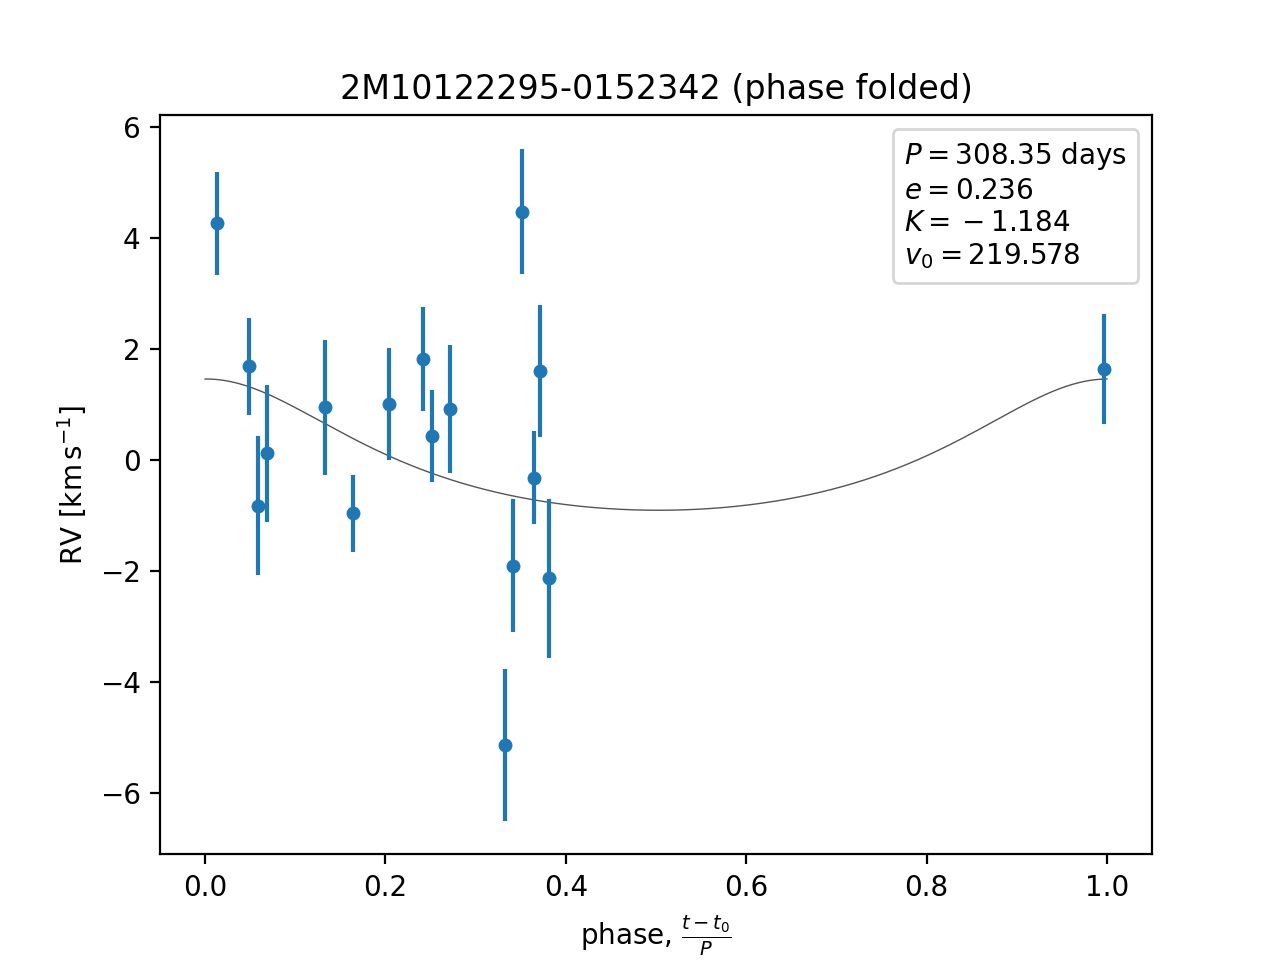 2M10122295-0152342 (phase folded)
P = 308.35 days
e = 0.236
K = −1.184
v₀ = 219.578
RV [km s⁻¹]
6
4
2
0
−2
−4
−6
0.0 0.2 0.4 0.6 0.8 1.0
phase, (t − t₀)/P